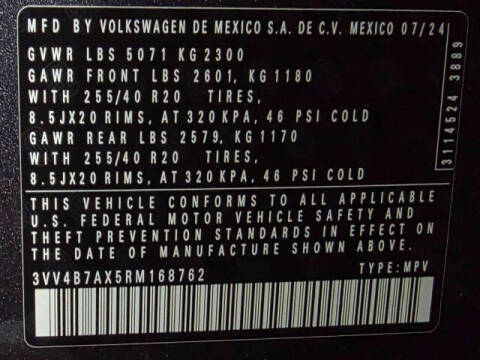 MFD BY VOLKSWAGEN DE MEXICO S.A. DE C.V. MEXICO 07/24
GVWR LBS 5071 KG 2300
GAWR FRONT LBS 2601, KG 1180
WITH 255/40 R20 TIRES,
8.5JX20 RIMS, AT 320 KPA, 46 PSI COLD
GAWR REAR LBS 2579, KG 1170
WITH 255/40 R20 TIRES,
8.5JX20 RIMS, AT 320 KPA, 46 PSI COLD
3114524 3889
THIS VEHICLE CONFORMS TO ALL APPLICABLE
U.S. FEDERAL MOTOR VEHICLE SAFETY AND
THEFT PREVENTION STANDARDS IN EFFECT ON
THE DATE OF MANUFACTURE SHOWN ABOVE.
3VV4B7AX5RM168762 TYPE: MPV